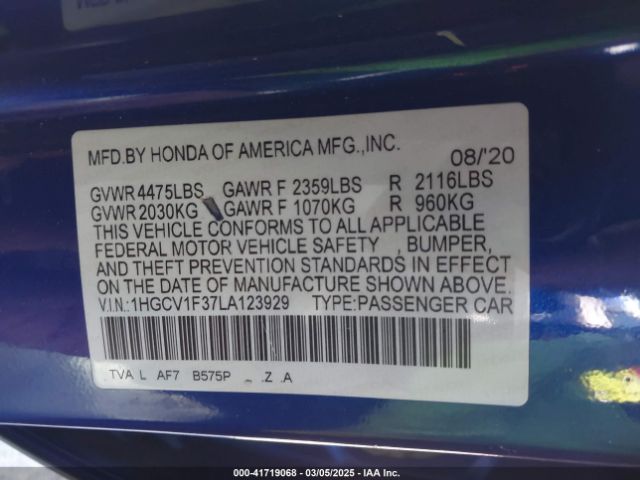 MFD.BY HONDA OF AMERICA MFG.,INC. 08/'20
GVWR 4475LBS GAWR F 2359LBS R 2116LBS
GVWR 2030KG GAWR F 1070KG R 960KG
THIS VEHICLE CONFORMS TO ALL APPLICABLE
FEDERAL MOTOR VEHICLE SAFETY , BUMPER,
AND THEFT PREVENTION STANDARDS IN EFFECT
ON THE DATE OF MANUFACTURE SHOWN ABOVE.
V.I.N.:1HGCV1F37LA123929 TYPE:PASSENGER CAR
TVA L AF7 B575P _ .Z .A
000-41719068 — 03/05/2025 — IAA Inc.